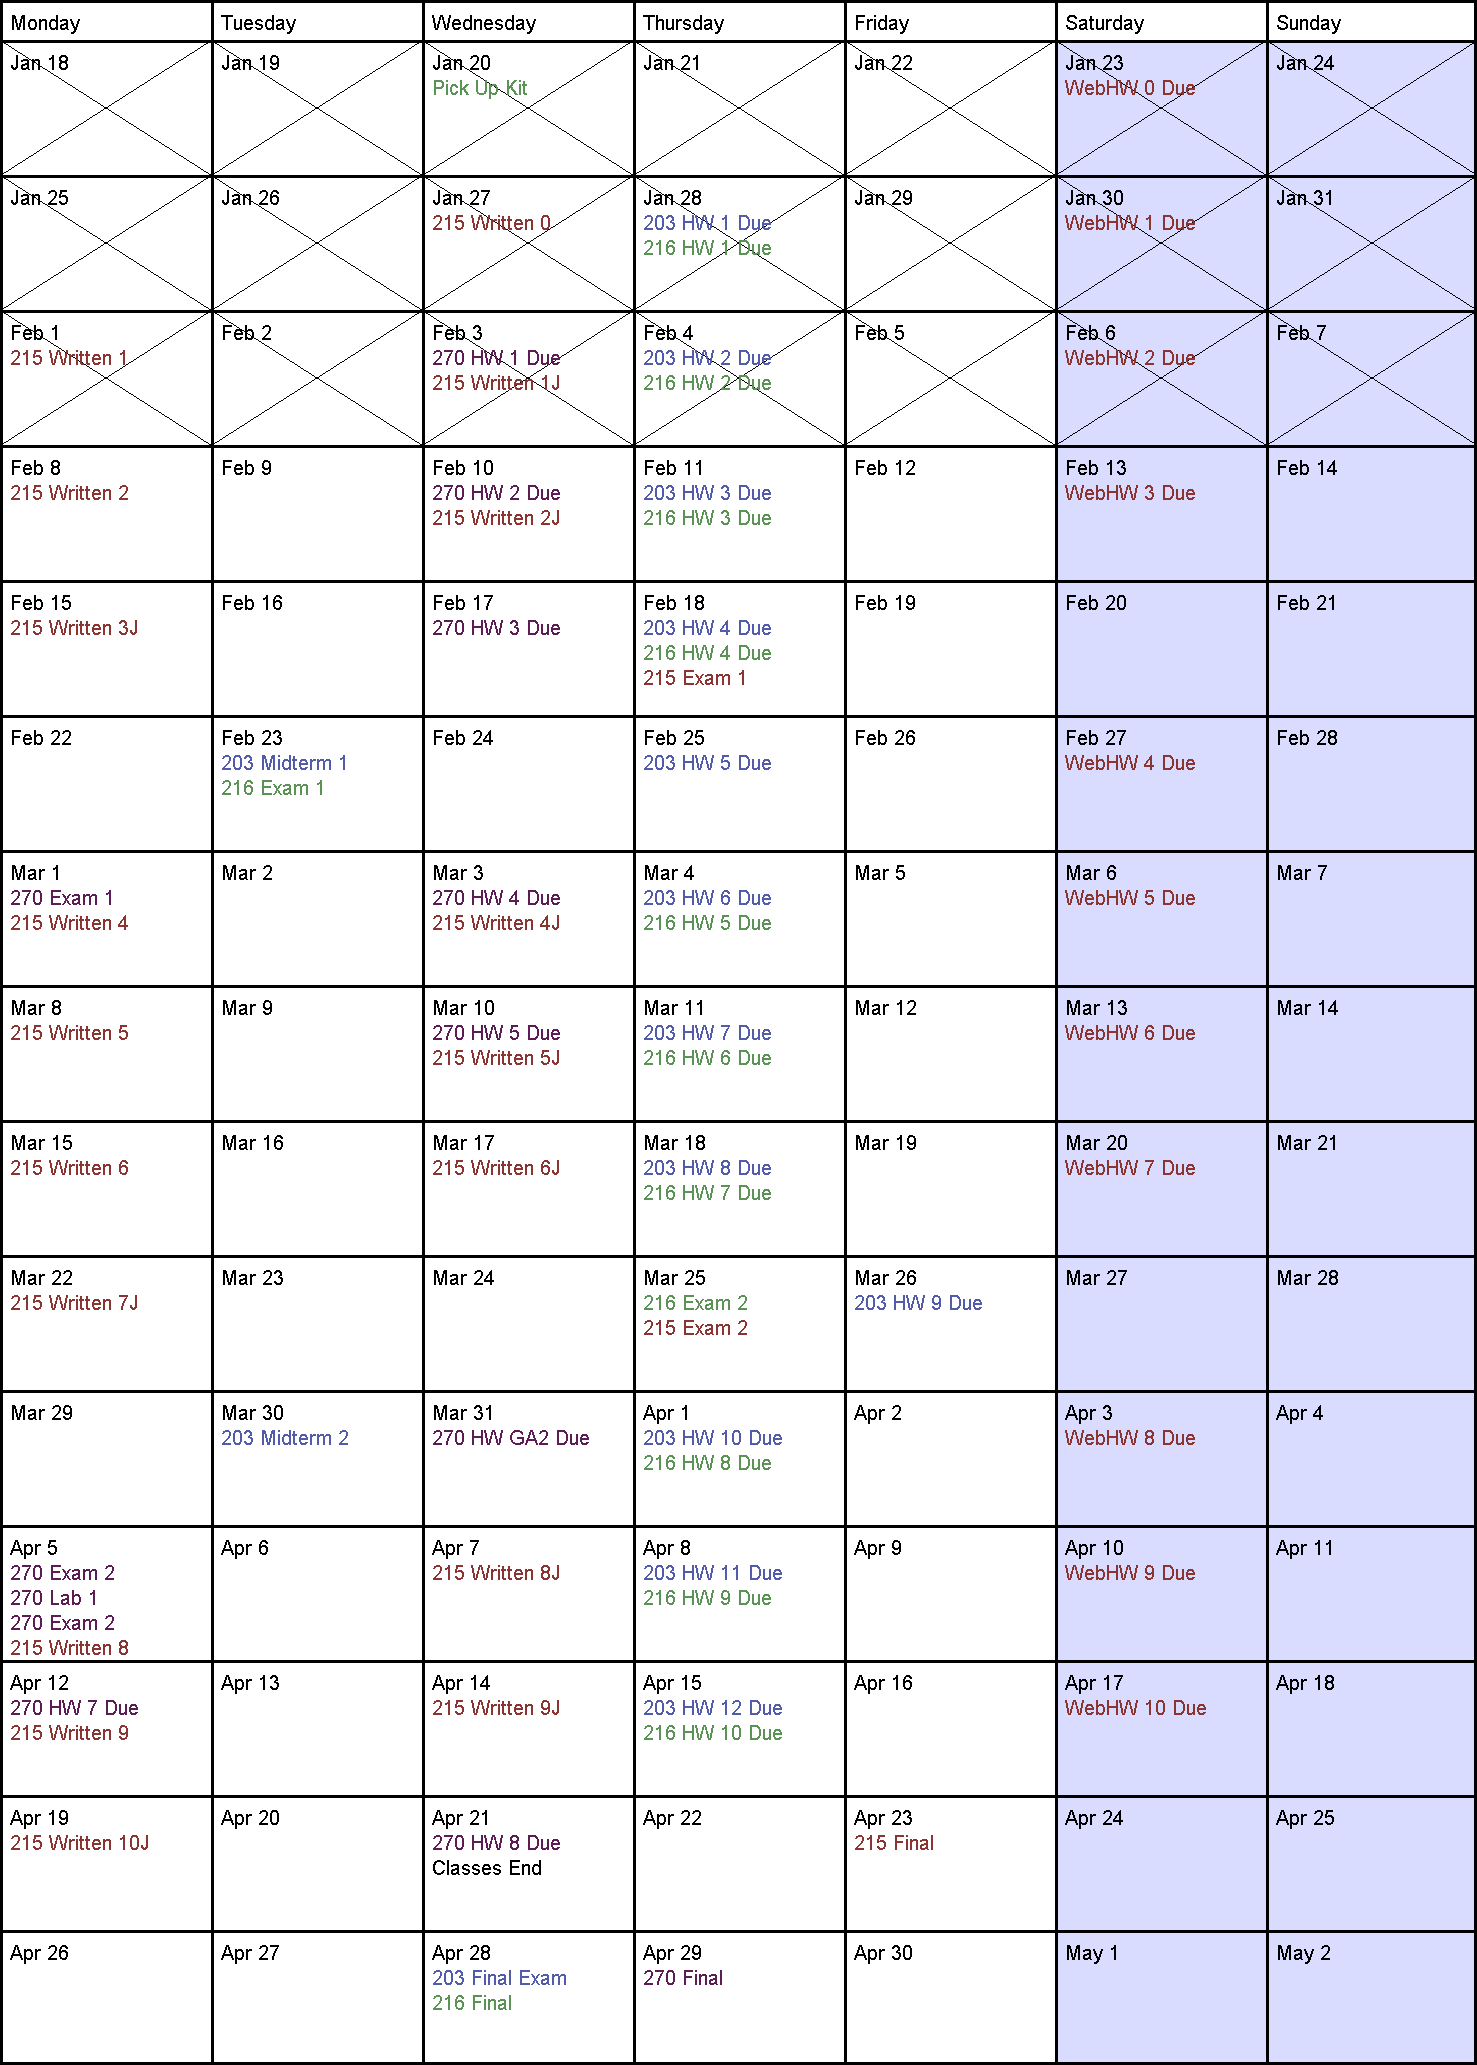 Monday
Tuesday
Wednesday
Thursday
Friday
Saturday
Sunday
Jan 18
Jan 19
Jan 20
Pick Up Kit
Jan 21
Jan 22
Jan 23
WebHW 0 Due
Jan 24
Jan 25
Jan 26
Jan 27
215 Written 0
Jan 28
203 HW 1 Due
216 HW 1 Due
Jan 29
Jan 30
WebHW 1 Due
Jan 31
Feb 1
215 Written 1
Feb 2
Feb 3
270 HW 1 Due
215 Written 1J
Feb 4
203 HW 2 Due
216 HW 2 Due
Feb 5
Feb 6
WebHW 2 Due
Feb 7
Feb 8
215 Written 2
Feb 9
Feb 10
270 HW 2 Due
215 Written 2J
Feb 11
203 HW 3 Due
216 HW 3 Due
Feb 12
Feb 13
WebHW 3 Due
Feb 14
Feb 15
215 Written 3J
Feb 16
Feb 17
270 HW 3 Due
Feb 18
203 HW 4 Due
216 HW 4 Due
215 Exam 1
Feb 19
Feb 20
Feb 21
Feb 22
Feb 23
203 Midterm 1
216 Exam 1
Feb 24
Feb 25
203 HW 5 Due
Feb 26
Feb 27
WebHW 4 Due
Feb 28
Mar 1
270 Exam 1
215 Written 4
Mar 2
Mar 3
270 HW 4 Due
215 Written 4J
Mar 4
203 HW 6 Due
216 HW 5 Due
Mar 5
Mar 6
WebHW 5 Due
Mar 7
Mar 8
215 Written 5
Mar 9
Mar 10
270 HW 5 Due
215 Written 5J
Mar 11
203 HW 7 Due
216 HW 6 Due
Mar 12
Mar 13
WebHW 6 Due
Mar 14
Mar 15
215 Written 6
Mar 16
Mar 17
215 Written 6J
Mar 18
203 HW 8 Due
216 HW 7 Due
Mar 19
Mar 20
WebHW 7 Due
Mar 21
Mar 22
215 Written 7J
Mar 23
Mar 24
Mar 25
216 Exam 2
215 Exam 2
Mar 26
203 HW 9 Due
Mar 27
Mar 28
Mar 29
Mar 30
203 Midterm 2
Mar 31
270 HW GA2 Due
Apr 1
203 HW 10 Due
216 HW 8 Due
Apr 2
Apr 3
WebHW 8 Due
Apr 4
Apr 5
270 Exam 2
270 Lab 1
270 Exam 2
215 Written 8
Apr 6
Apr 7
215 Written 8J
Apr 8
203 HW 11 Due
216 HW 9 Due
Apr 9
Apr 10
WebHW 9 Due
Apr 11
Apr 12
270 HW 7 Due
215 Written 9
Apr 13
Apr 14
215 Written 9J
Apr 15
203 HW 12 Due
216 HW 10 Due
Apr 16
Apr 17
WebHW 10 Due
Apr 18
Apr 19
215 Written 10J
Apr 20
Apr 21
270 HW 8 Due
Classes End
Apr 22
Apr 23
215 Final
Apr 24
Apr 25
Apr 26
Apr 27
Apr 28
203 Final Exam
216 Final
Apr 29
270 Final
Apr 30
May 1
May 2